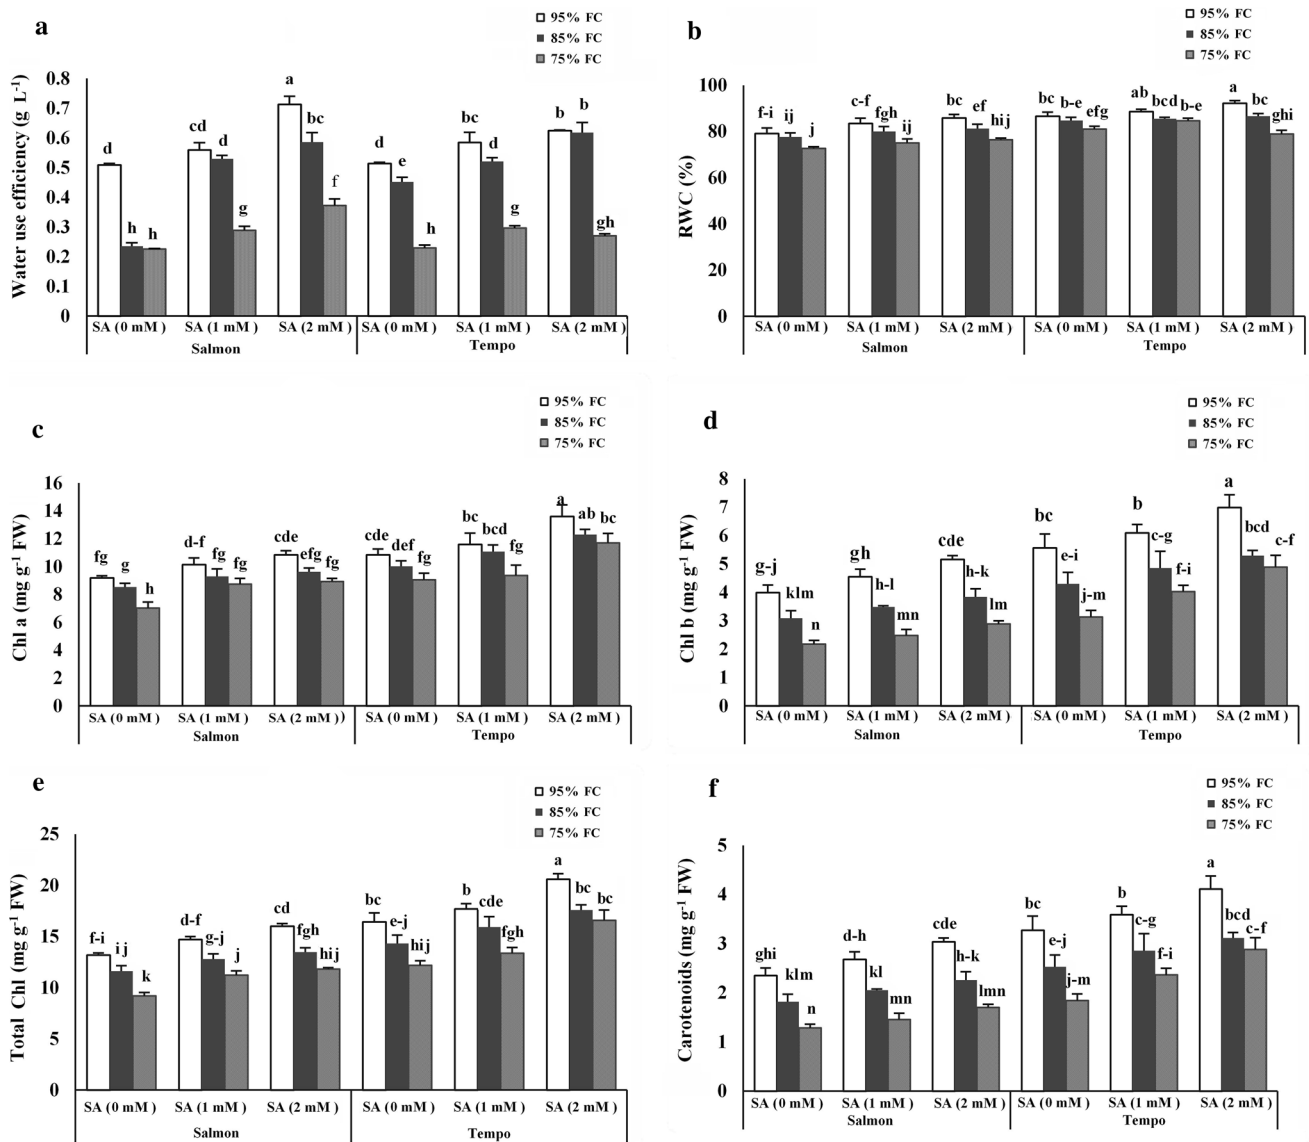 a
95% FC
85% FC
75% FC
Water use efficiency (g L-1)
0.8
0.7
0.6
0.5
0.4
0.3
0.2
0.1
0
d h h cd d g a bc f d e h bc d g b b gh
SA (0 mM ) SA (1 mM ) SA (2 mM ) SA (0 mM ) SA (1 mM ) SA (2 mM )
Salmon Tempo
b
95% FC
85% FC
75% FC
RWC (%)
100
80
60
40
20
0
f-i ij j c-f fgh ij bc ef hij bc b-e efg ab bcd b-e a bc ghi
SA (0 mM ) SA (1 mM ) SA (2 mM ) SA (0 mM ) SA (1 mM ) SA (2 mM )
Salmon Tempo
c
95% FC
85% FC
75% FC
Chl a (mg g-1 FW)
16
14
12
10
8
6
4
2
0
fg g h d-f fg fg cde efg fg cde def fg bc bcd fg a ab bc
SA (0 mM ) SA (1 mM ) SA (2 mM )) SA (0 mM ) SA (1 mM ) SA (2 mM )
Salmon Tempo
d
95% FC
85% FC
75% FC
Chl b (mg g-1 FW)
8
7
6
5
4
3
2
1
0
g-j klm n gh h-l mn cde h-k lm bc e-i j-m b c-g f-i a bcd c-f
SA (0 mM ) SA (1 mM ) SA (2 mM ) SA (0 mM ) SA (1 mM ) SA (2 mM )
Salmon Tempo
e
95% FC
85% FC
75% FC
Total Chl (mg g-1 FW)
25
20
15
10
5
0
f-i ij k d-f g-j j cd fgh hij bc e-j hij b cde fgh a bc bc
SA (0 mM ) SA (1 mM ) SA (2 mM ) SA (0 mM ) SA (1 mM ) SA (2 mM )
Salmon Tempo
f
95% FC
85% FC
75% FC
Carotenoids (mg g-1 FW)
5
4
3
2
1
0
ghi klm n d-h kl mn cde h-k lmn bc e-j j-m b c-g f-i a bcd c-f
SA (0 mM ) SA (1 mM ) SA (2 mM ) SA (0 mM ) SA (1 mM ) SA (2 mM )
Salmon Tempo